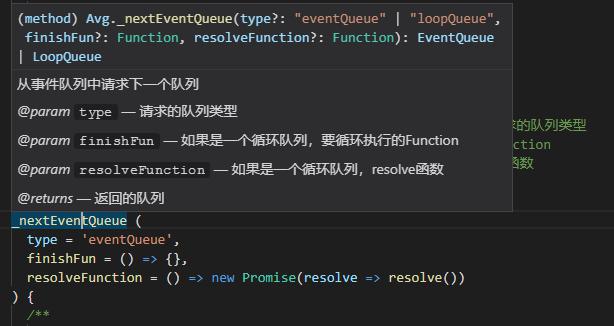 (method) Avg._nextEventQueue(type?: "eventQueue" | "loopQueue",
finishFun?: Function, resolveFunction?: Function): EventQueue
| LoopQueue
从事件队列中请求下一个队列
@param type — 请求的队列类型
@param finishFun — 如果是一个循环队列，要循环执行的Function
@param resolveFunction — 如果是一个循环队列，resolve函数
@returns — 返回的队列
的队列类型
nction
函数
_nextEventQueue (
type = 'eventQueue',
finishFun = () => {},
resolveFunction = () => new Promise(resolve => resolve())
) {
/**